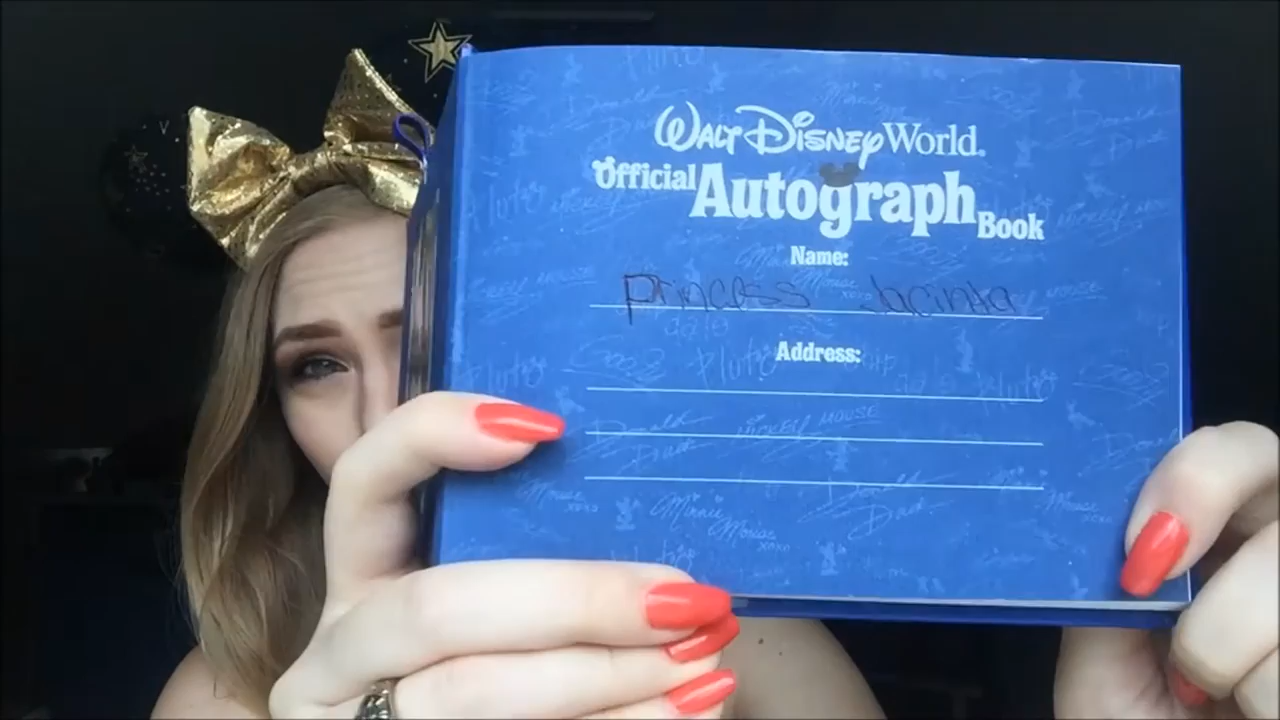 Walt Disney World.
Official Autograph Book
Name:
Princess Jacinta
Address: